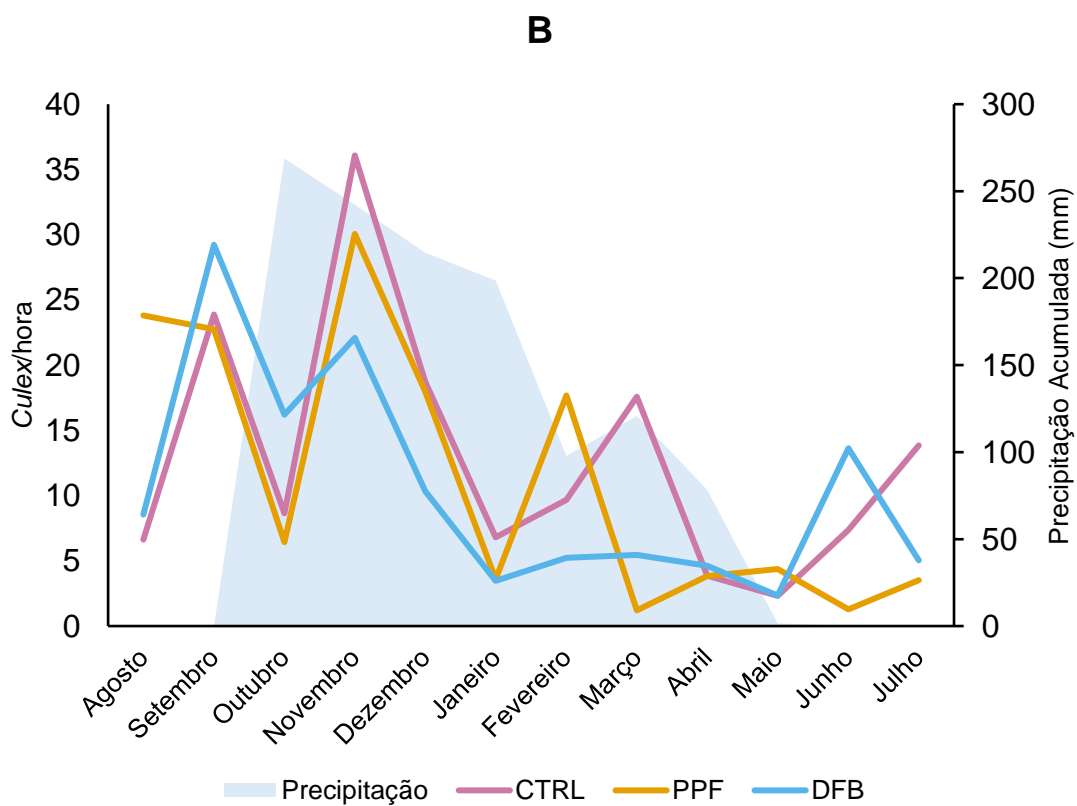 B
40
35
30
25
20
15
10
5
0
Culex/hora
300
250
200
150
100
50
0
Precipitação Acumulada (mm)
Agosto
Setembro
Outubro
Novembro
Dezembro
Janeiro
Fevereiro
Março
Abril
Maio
Junho
Julho
Precipitação CTRL PPF DFB